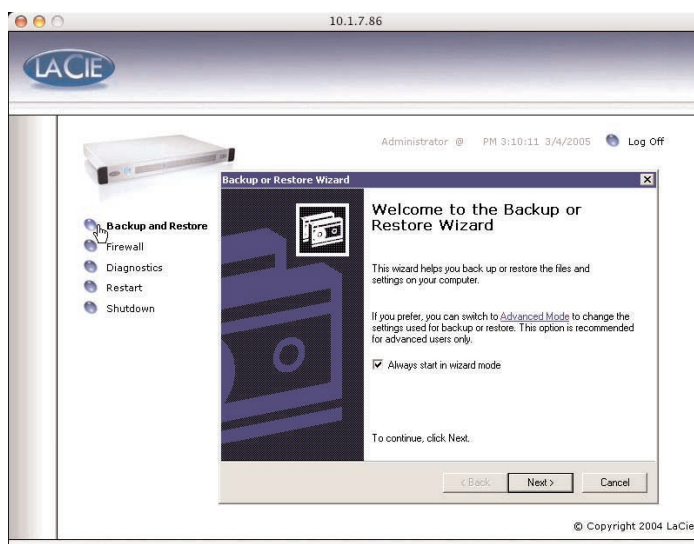 10.1.7.86
LACIE
Administrator @ PM 3:10:11 3/4/2005 Log Off
Backup and Restore
Firewall
Diagnostics
Restart
Shutdown
Backup or Restore Wizard
Welcome to the Backup or
Restore Wizard
This wizard helps you back up or restore the files and
settings on your computer.
If you prefer, you can switch to Advanced Mode to change the
settings used for backup or restore. This option is recommended
for advanced users only.
Always start in wizard mode
To continue, click Next.
< Back
Next >
Cancel
© Copyright 2004 LaCie